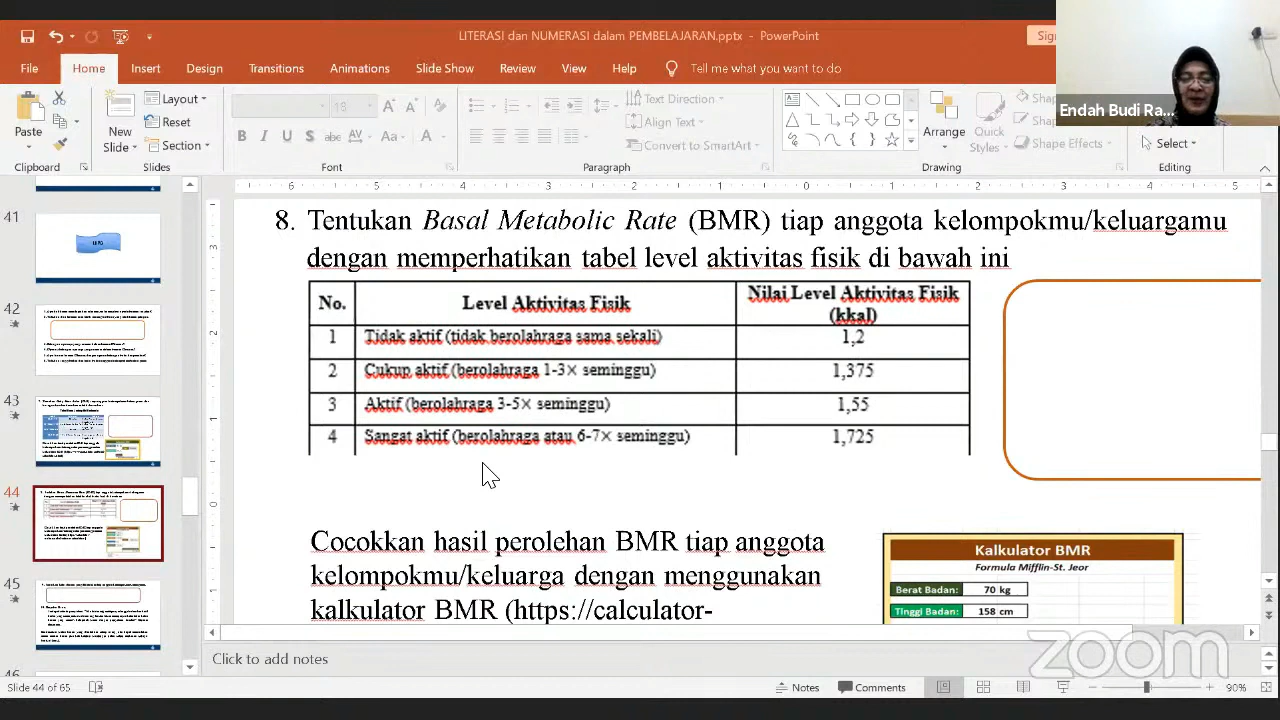 LITERASI dan NUMERASI dalam PEMBELAJARAN.pptx - PowerPoint
File Home Insert Design Transitions Animations Slide Show Review View Help Tell me what you want to do
Endah Budi Ra...
Paste
New
Slide
Layout
Reset
Section
18
Text Direction
Align Text
Convert to SmartArt
Arrange
Quick
Styles
Shape Effects
Select
Clipboard Slides Font Paragraph Drawing Editing
41
42
43
44
45
46
8. Tentukan Basal Metabolic Rate (BMR) tiap anggota kelompokmu/keluargamu
dengan memperhatikan tabel level aktivitas fisik di bawah ini
No. Level Aktivitas Fisik Nilai Level Aktivitas Fisik
(kkal)
1 Tidak aktif (tidak berolahraga sama sekali) 1,2
2 Cukup aktif (berolahraga 1-3× seminggu) 1,375
3 Aktif (berolahraga 3-5× seminggu) 1,55
4 Sangat aktif (berolahraga atau 6-7× seminggu) 1,725
Cocokkan hasil perolehan BMR tiap anggota
kelompokmu/keluarga dengan menggunakan
kalkulator BMR (https://calculator-
Kalkulator BMR
Formula Mifflin-St. Jeor
Berat Badan: 70 kg
Tinggi Badan: 158 cm
zoom
Click to add notes
Slide 44 of 65
Notes Comments 90%